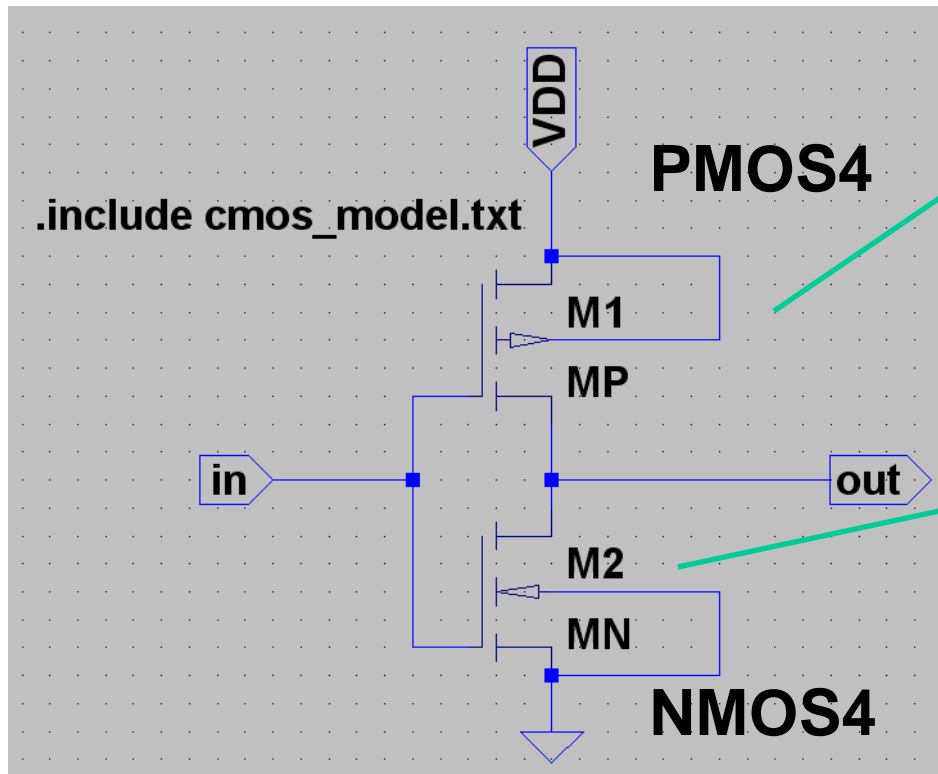 VDD
PMOS4
.include cmos_model.txt
M1
MP
in
out
M2
MN
NMOS4